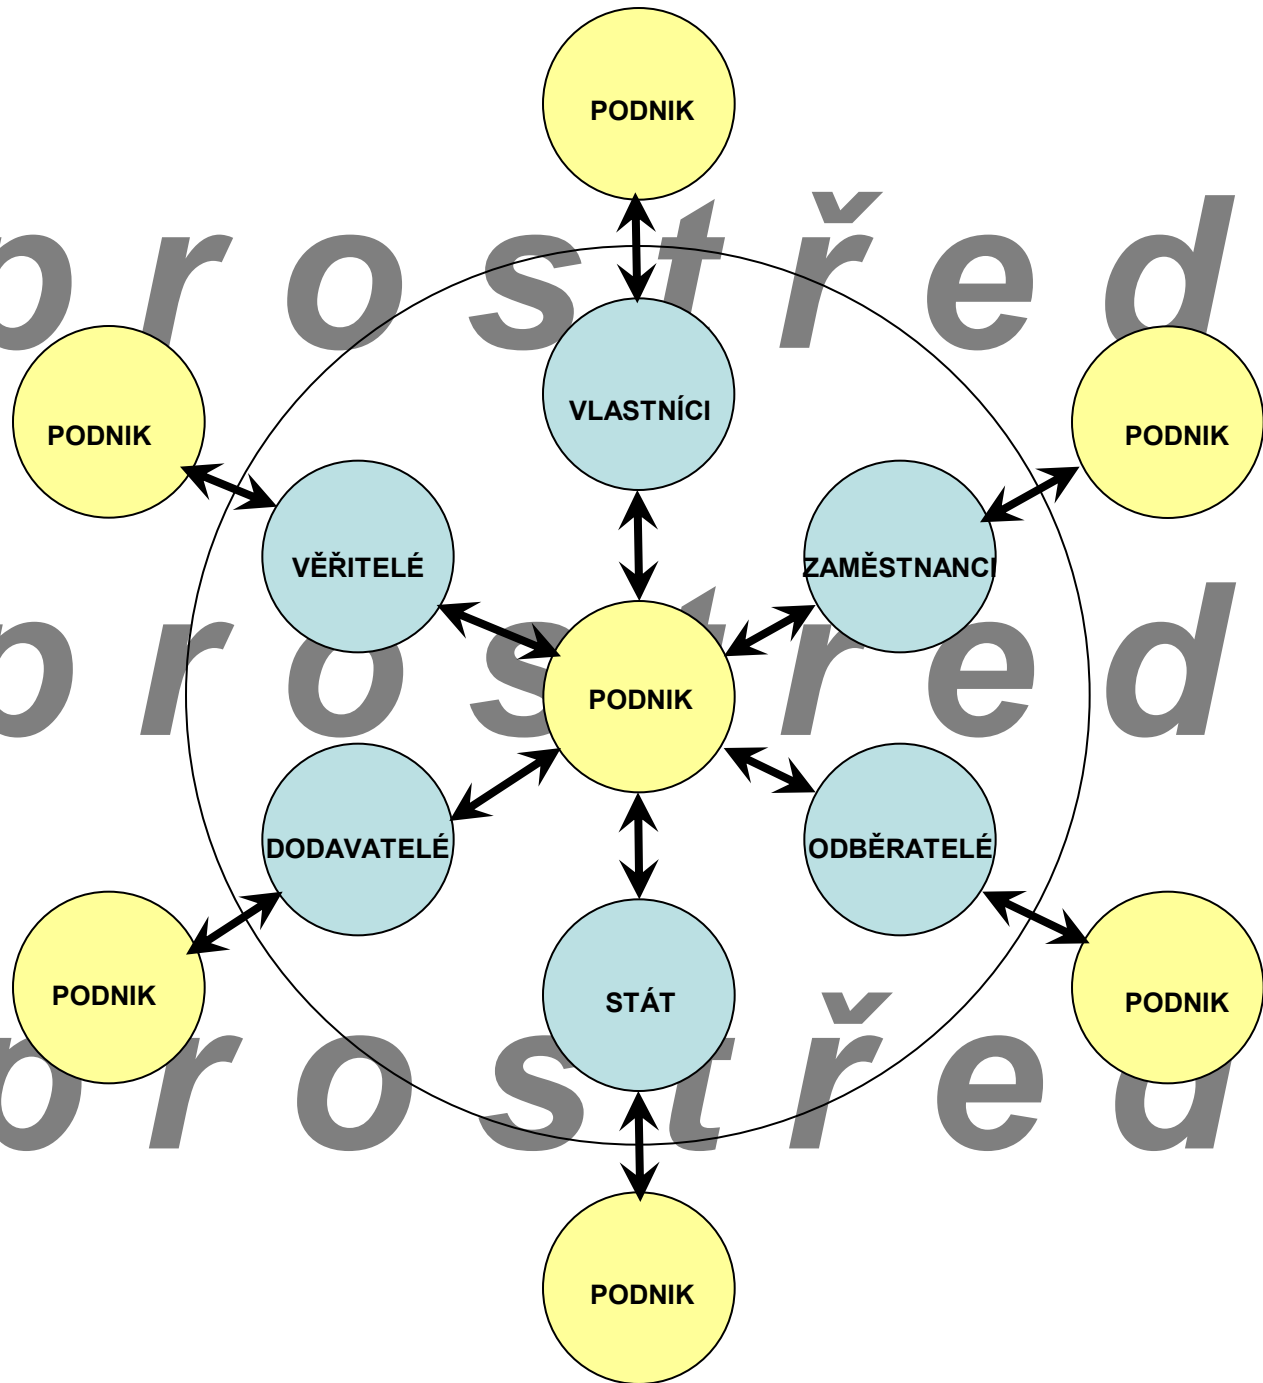 PODNIK
prostřed
VLASTNÍCI
PODNIK
PODNIK
VĚŘITELÉ
ZAMĚSTNANCI
prostřed
PODNIK
DODAVATELÉ
ODBĚRATELÉ
PODNIK
STÁT
PODNIK
prostřed
PODNIK